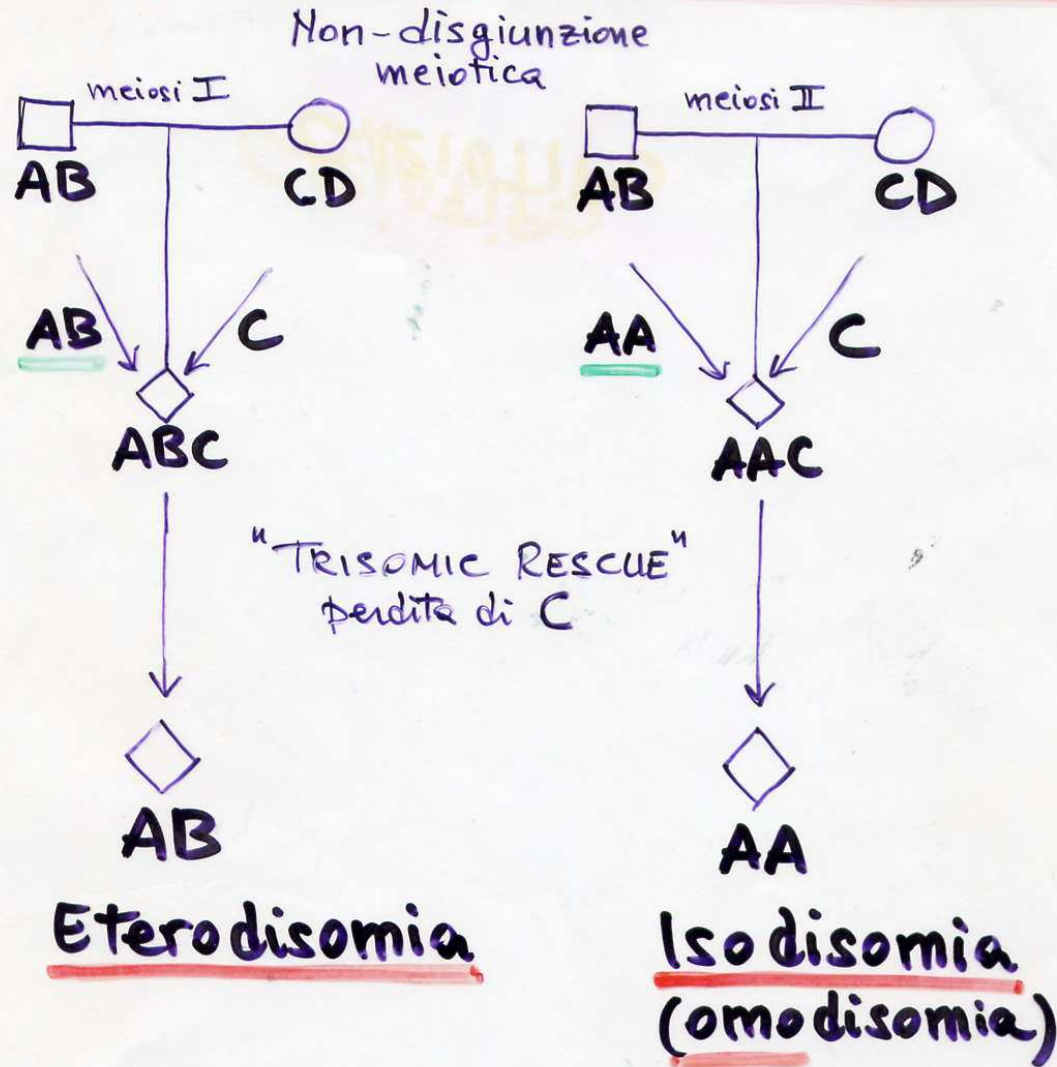 Non-disgiunzione
meiotica
meiosi I
AB
CD
AB
C
ABC
meiosi II
AB
CD
AA
C
AAC
"TRISOMIC RESCUE"
perdita di C
AB
Eterodisomia
AA
Isodisomia
(omodisomia)